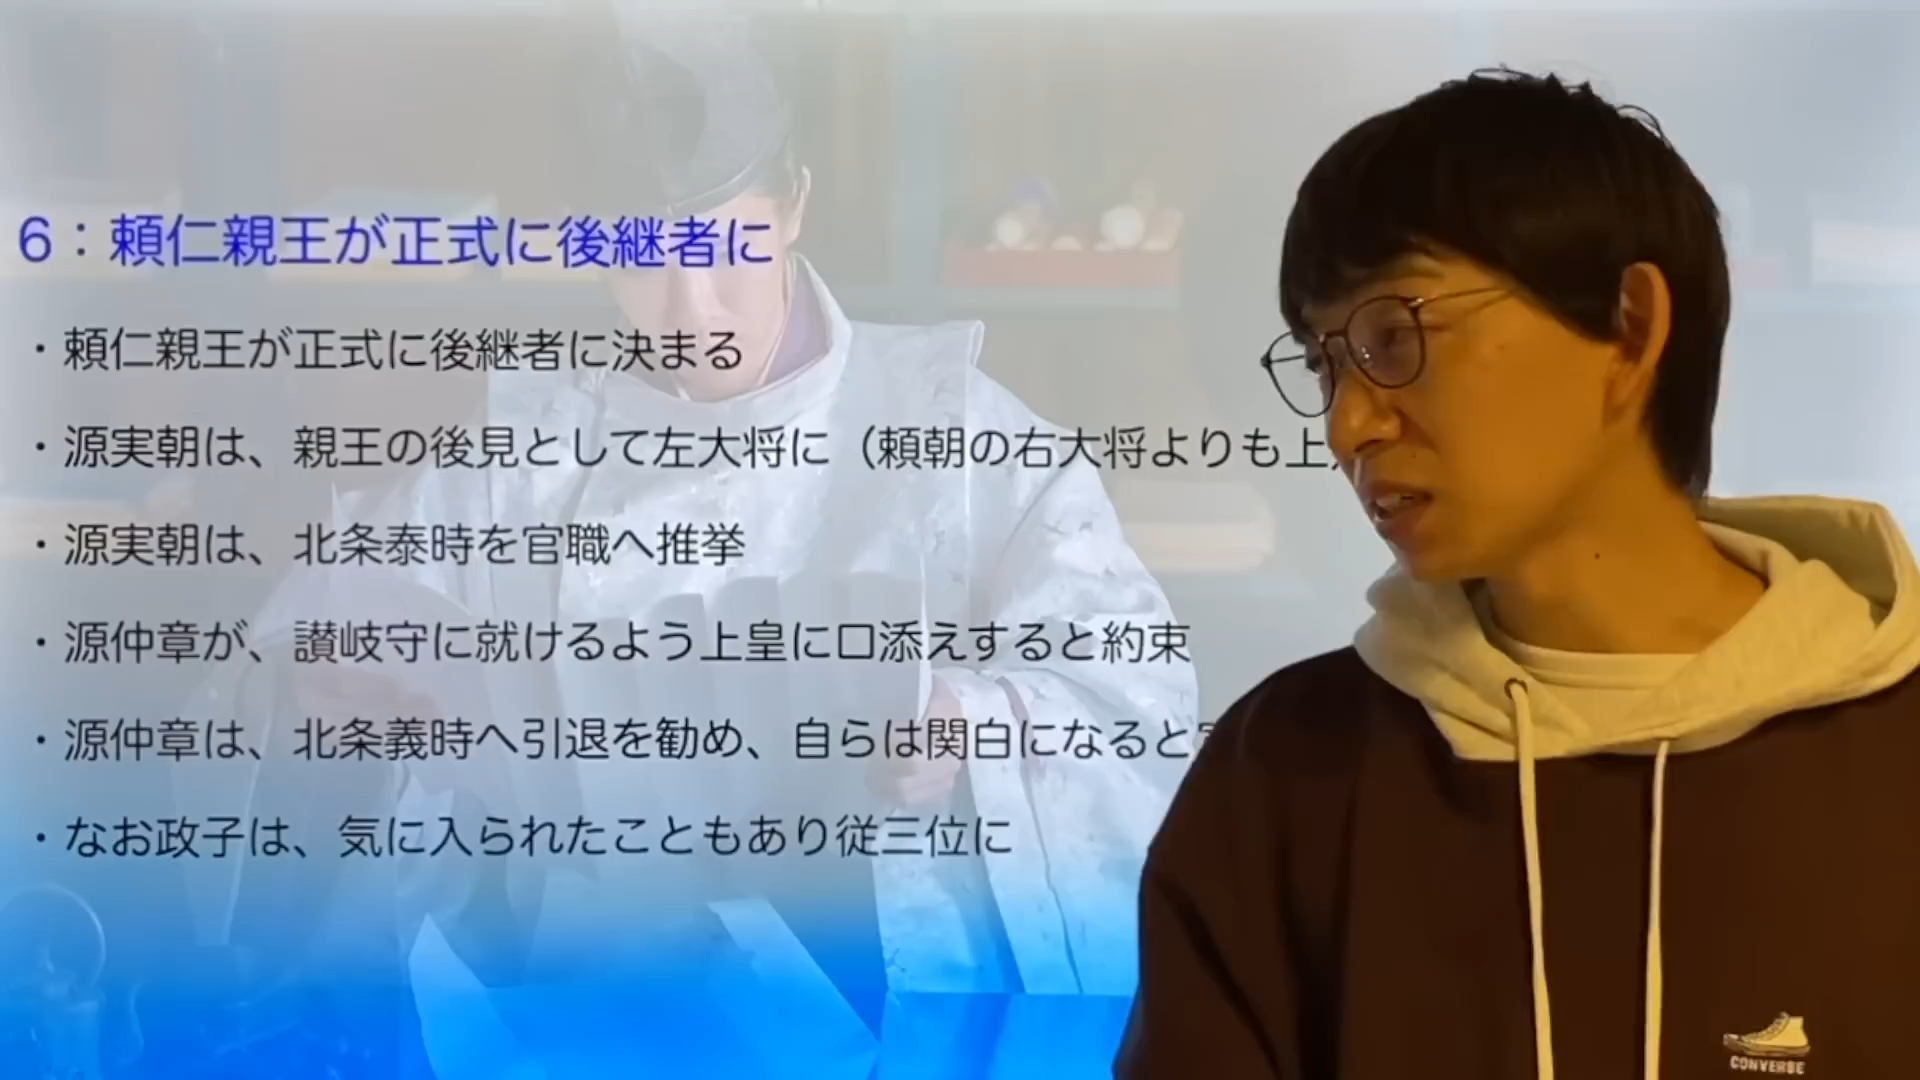 6：頼仁親王が正式に後継者に
・頼仁親王が正式に後継者に決まる
・源実朝は、親王の後見として左大将に（頼朝の右大将よりも上
・源実朝は、北条泰時を官職へ推挙
・源仲章が、讃岐守に就けるよう上皇に口添えすると約束
・源仲章は、北条義時へ引退を勧め、自らは関白になると
・なお政子は、気に入られたこともあり従三位に
CONVERSE